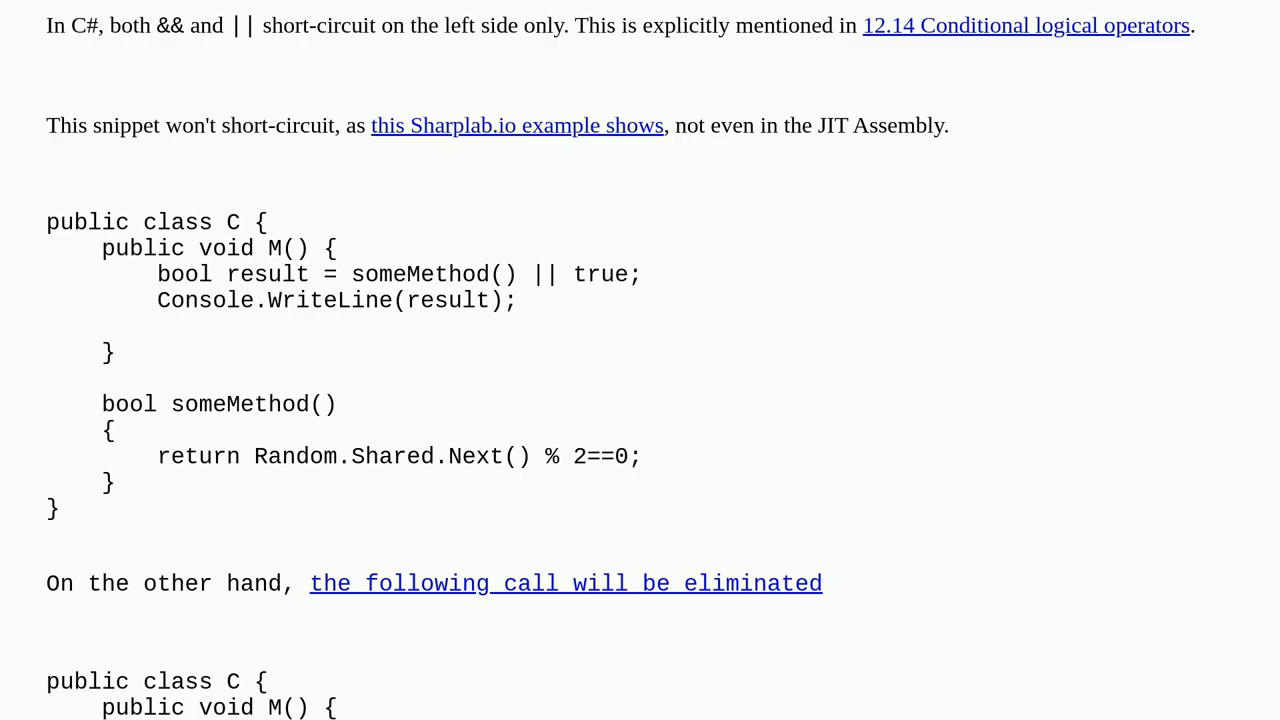 In C#, both && and || short-circuit on the left side only. This is explicitly mentioned in 12.14 Conditional logical operators.
This snippet won't short-circuit, as this Sharplab.io example shows, not even in the JIT Assembly.
public class C {
    public void M() {
        bool result = someMethod() || true;
        Console.WriteLine(result);
    }
    bool someMethod()
    {
        return Random.Shared.Next() % 2==0;
    }
}
On the other hand, the following call will be eliminated
public class C {
    public void M() {